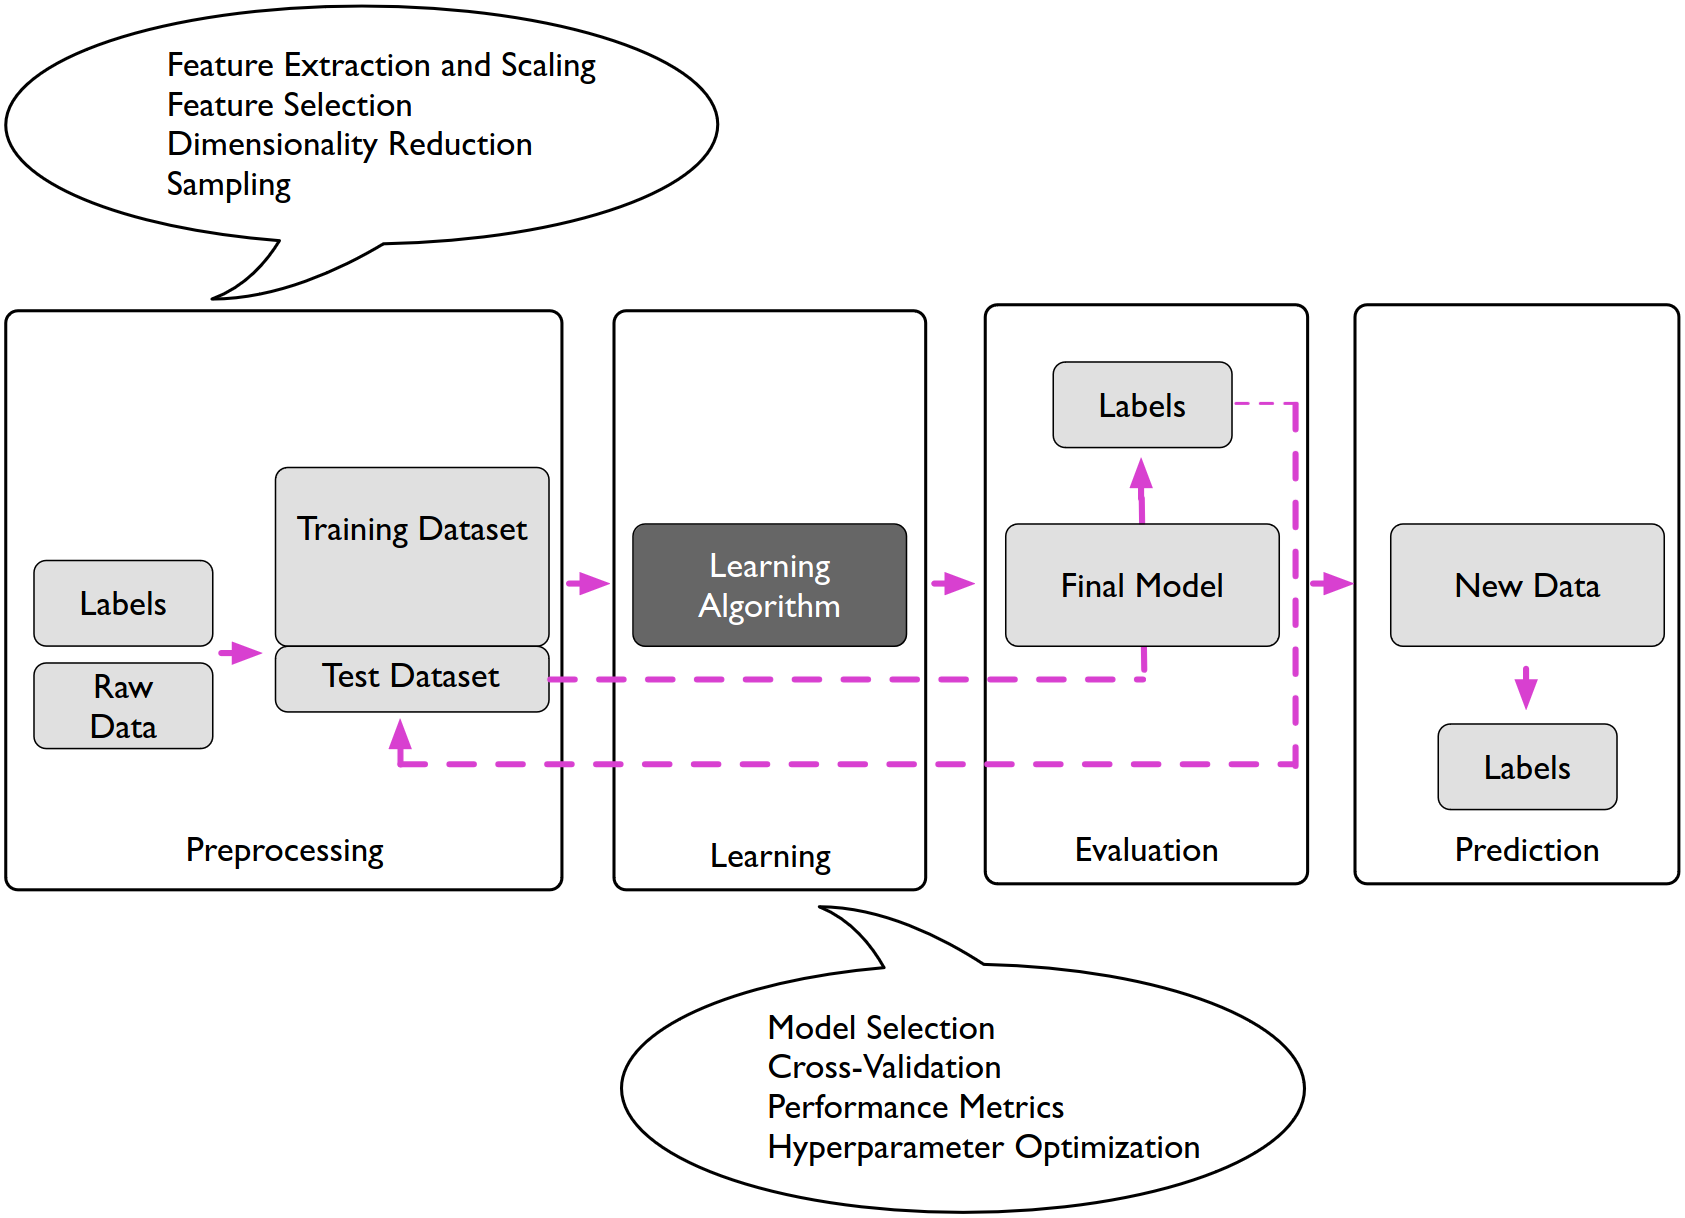 Feature Extraction and Scaling
Feature Selection
Dimensionality Reduction
Sampling
Labels
Raw
Data
Training Dataset
Test Dataset
Preprocessing
Learning
Algorithm
Learning
Labels
Final Model
Evaluation
New Data
Labels
Prediction
Model Selection
Cross-Validation
Performance Metrics
Hyperparameter Optimization